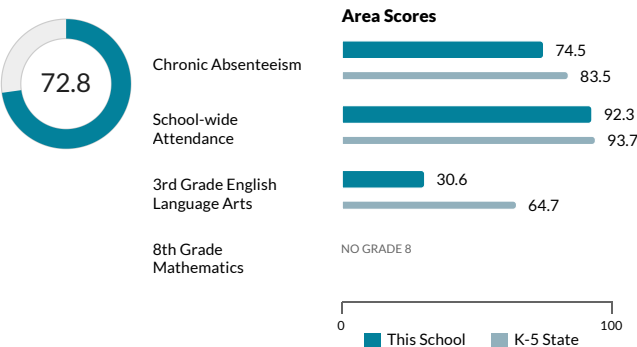 Area Scores
72.8
Chronic Absenteeism
74.5
83.5
School-wide
Attendance
92.3
93.7
3rd Grade English
Language Arts
30.6
64.7
8th Grade
Mathematics
NO GRADE 8
0
100
This School
K-5 State